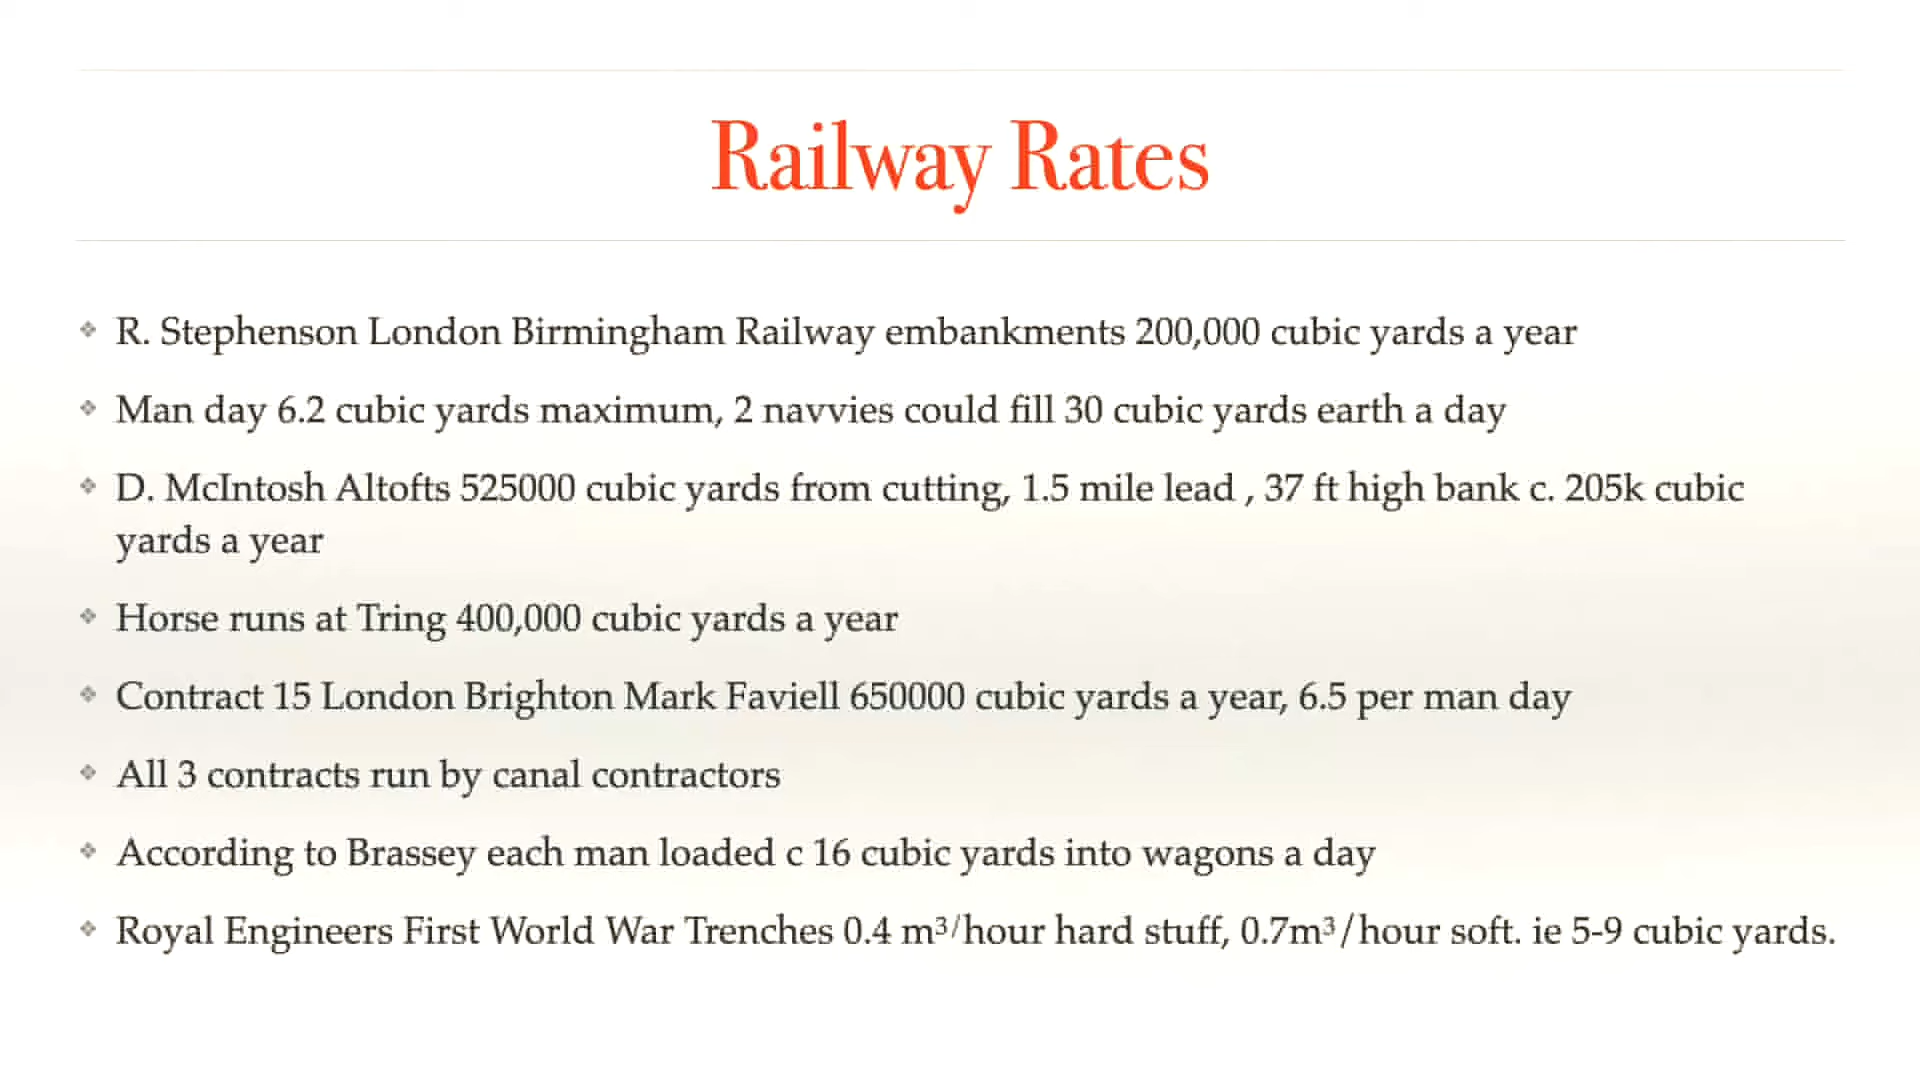 Railway Rates
R. Stephenson London Birmingham Railway embankments 200,000 cubic yards a year
Man day 6.2 cubic yards maximum, 2 navvies could fill 30 cubic yards earth a day
D. McIntosh Altofts 525000 cubic yards from cutting, 1.5 mile lead , 37 ft high bank c. 205k cubic
yards a year
Horse runs at Tring 400,000 cubic yards a year
Contract 15 London Brighton Mark Faviell 650000 cubic yards a year, 6.5 per man day
All 3 contracts run by canal contractors
According to Brassey each man loaded c 16 cubic yards into wagons a day
Royal Engineers First World War Trenches 0.4 m³/hour hard stuff, 0.7m³/hour soft. ie 5-9 cubic yards.